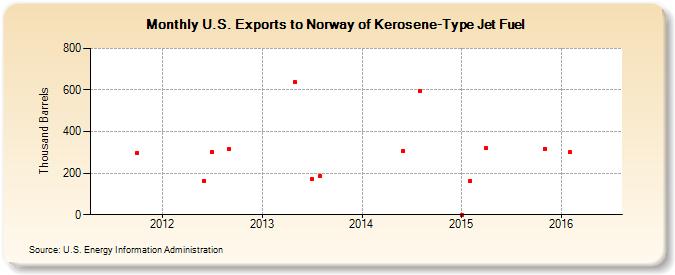 Monthly U.S. Exports to Norway of Kerosene-Type Jet Fuel
Thousand Barrels
800
600
400
200
0
2012 2013 2014 2015 2016
Source: U.S. Energy Information Administration